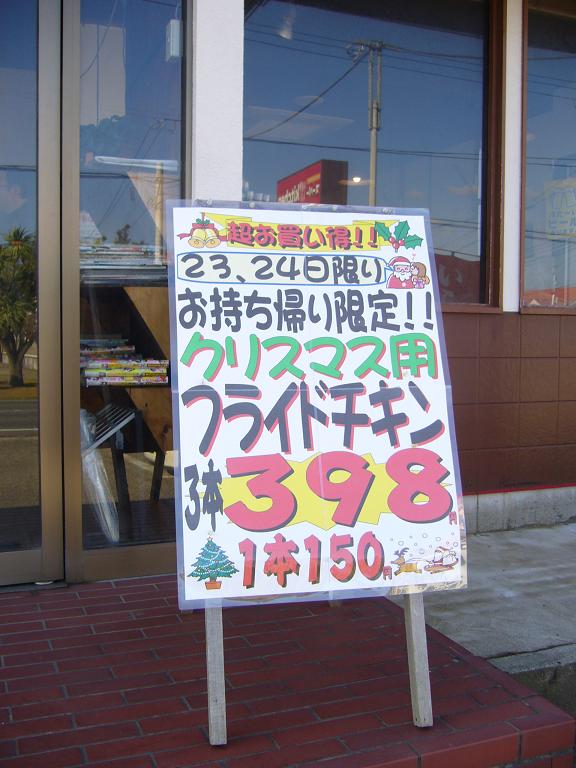 超お買い得!!
23、24日限り
お持ち帰り限定!!
クリスマス用
フライドチキン
3本398円
1本150円